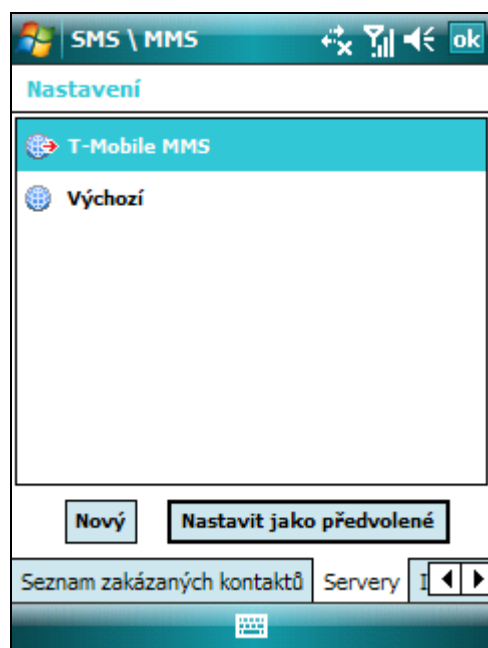 SMS \ MMS ok
Nastavení
T-Mobile MMS
Výchozí
Nový Nastavit jako předvolené
Seznam zakázaných kontaktů Servery